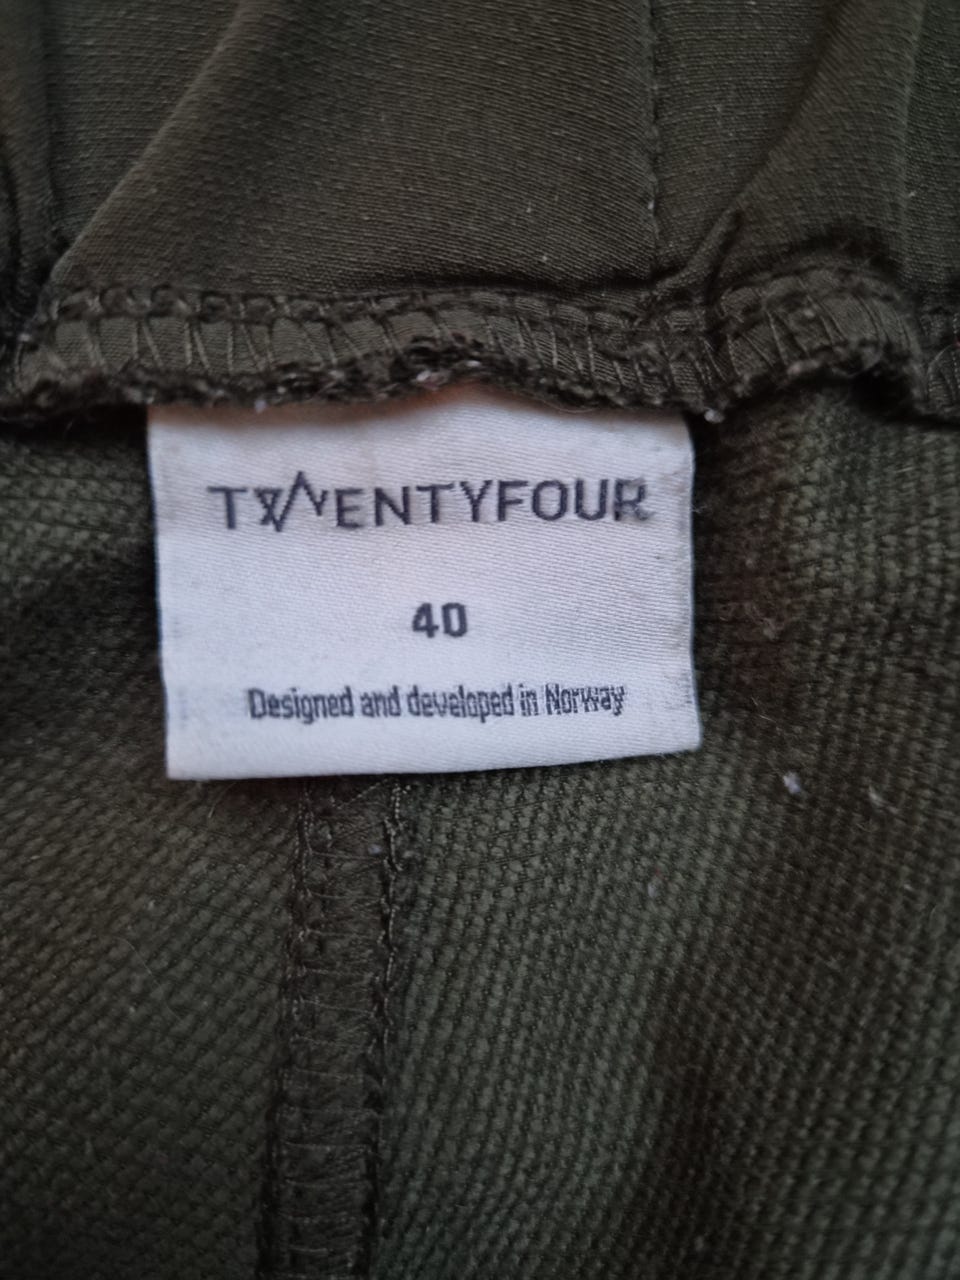 TWENTYFOUR
40
Designed and developed in Norway